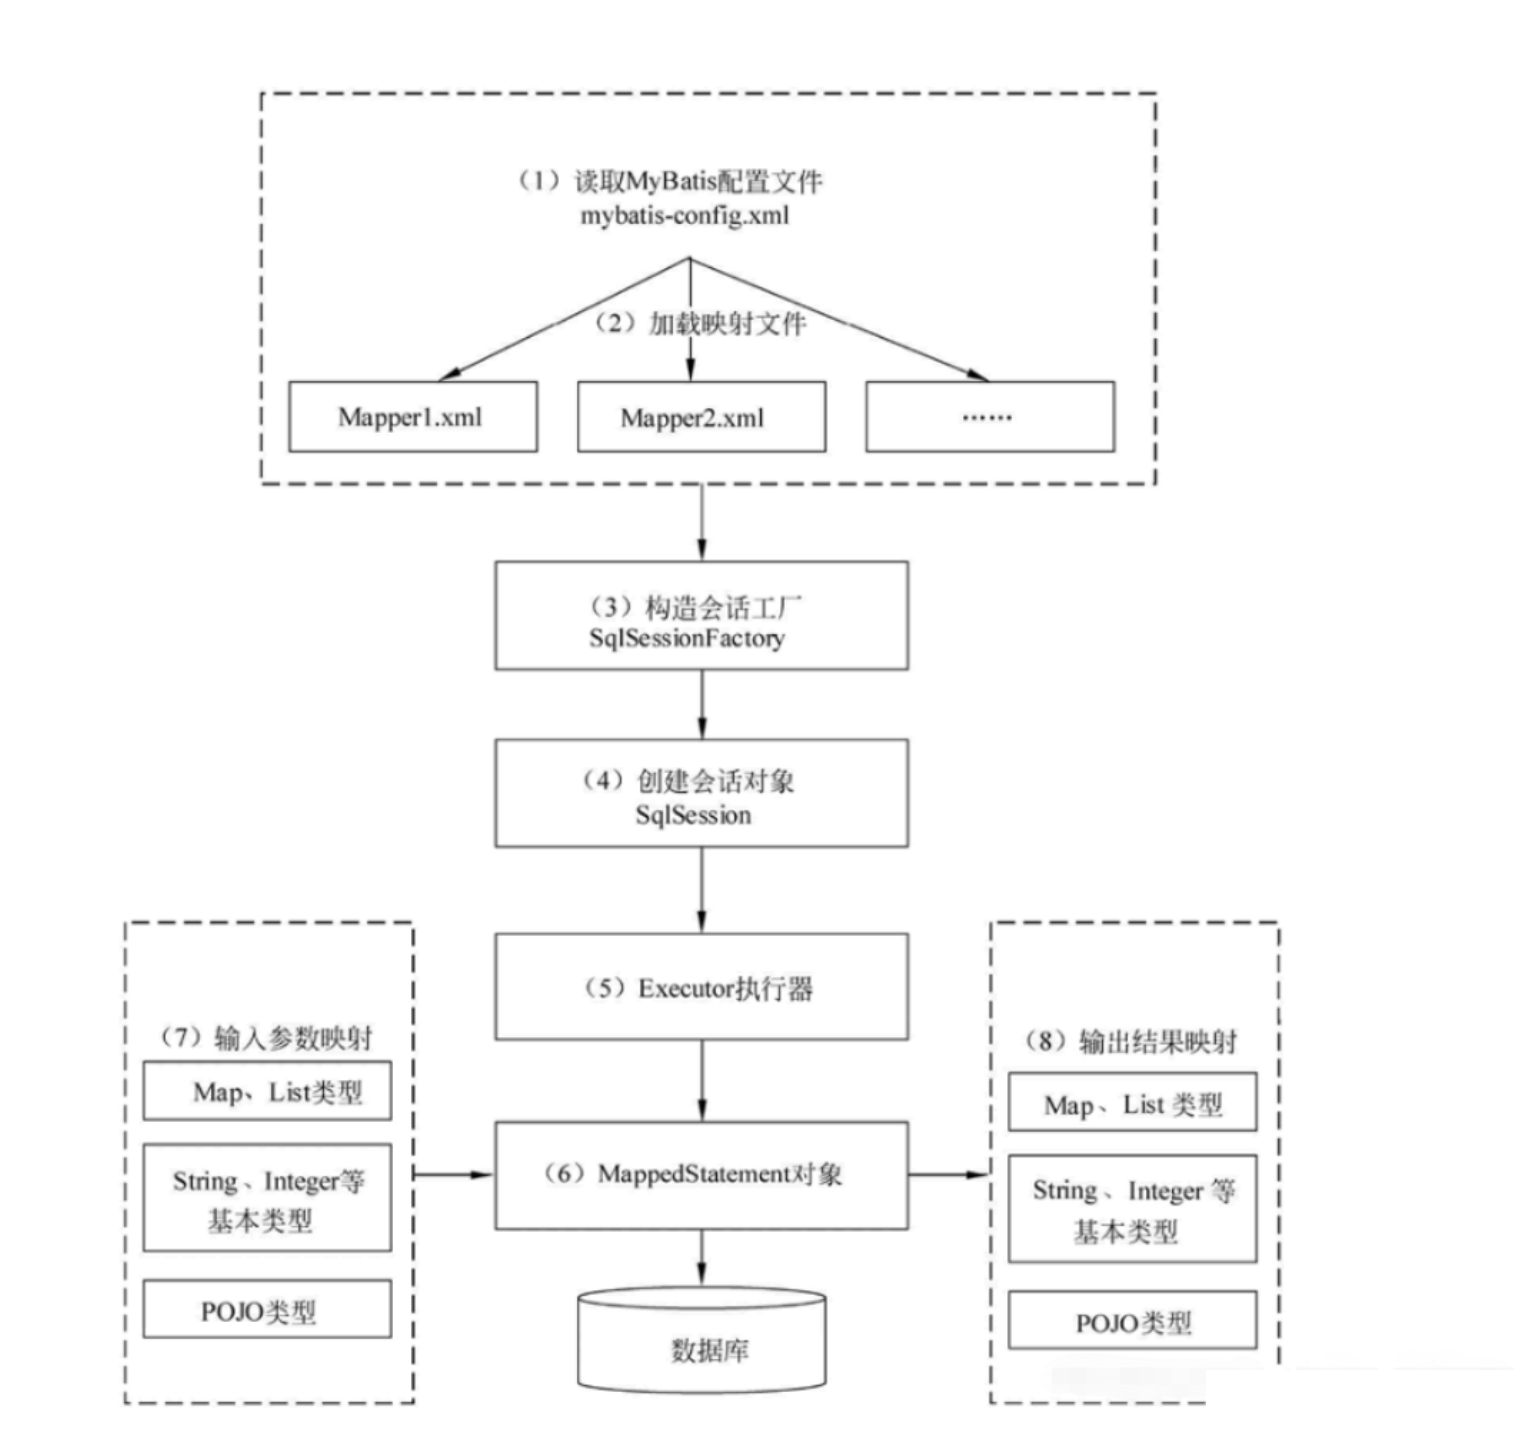 （1）读取MyBatis配置文件
mybatis-config.xml
（2）加载映射文件
Mapper1.xml
Mapper2.xml
……
（3）构造会话工厂
SqlSessionFactory
（4）创建会话对象
SqlSession
（5）Executor执行器
（7）输入参数映射
Map、List类型
String、Integer等
基本类型
POJO类型
（6）MappedStatement对象
（8）输出结果映射
Map、List 类型
String、Integer 等
基本类型
POJO类型
数据库